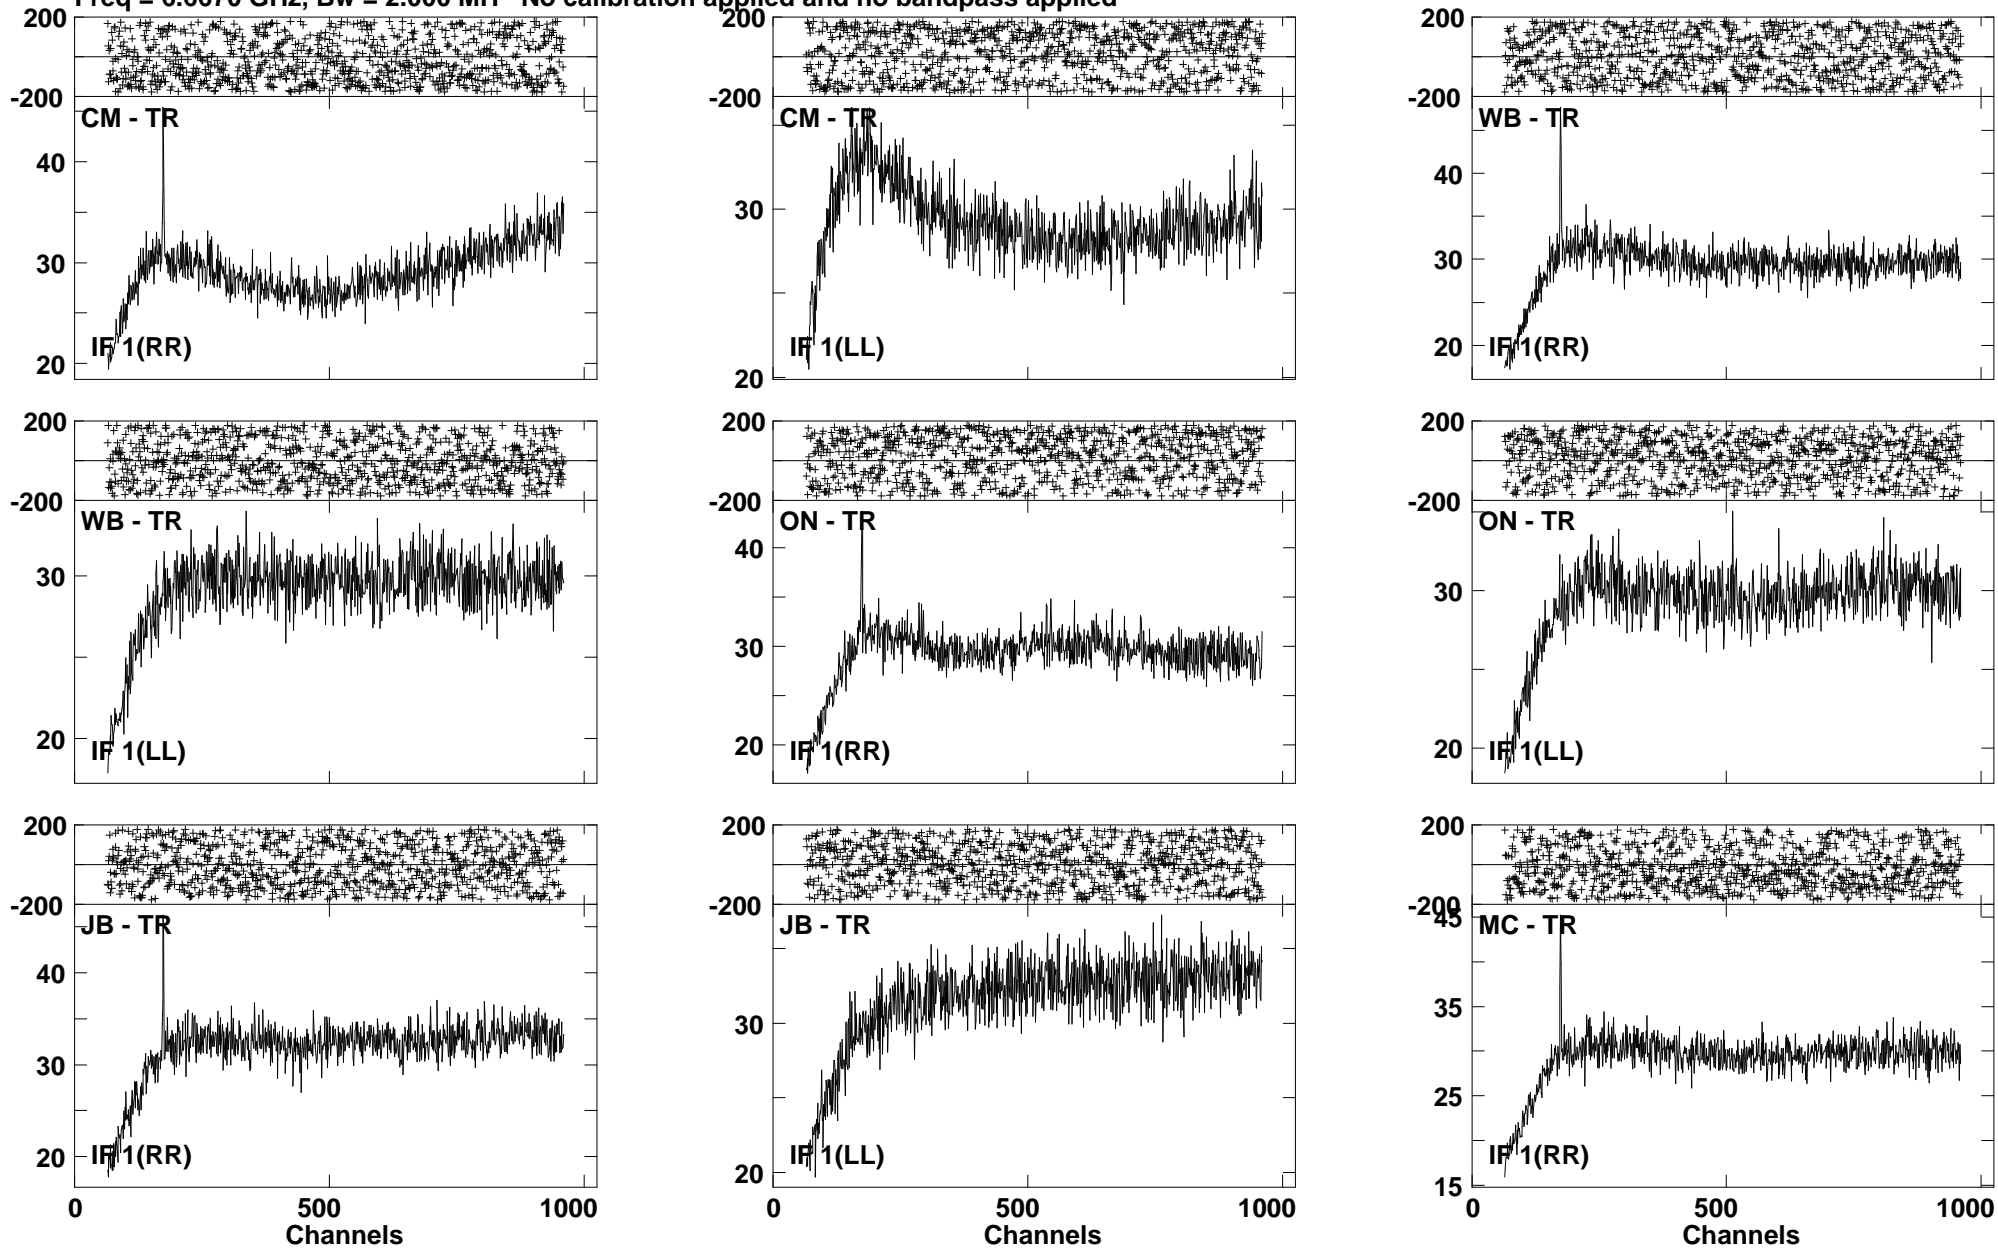 No calibration applied and no bandpass applied
200
-200
CM - TR
40
30
20
IF 1(RR)
CM - TR
30
20
IF 1(LL)
200
-200
WB - TR
40
30
20
IF 1(RR)
200
-200
WB - TR
30
20
IF 1(LL)
-200
ON - TR
40
30
20
IF 1(RR)
200
-200
ON - TR
30
20
IF 1(LL)
200
-200
JB - TR
40
30
20
IF 1(RR)
0 500 1000
Channels
200
-200
JB - TR
30
20
IF 1(LL)
0 500 1000
Channels
200
-200
45
MC - TR
35
25
15
IF 1(RR)
0 500 1000
Channels